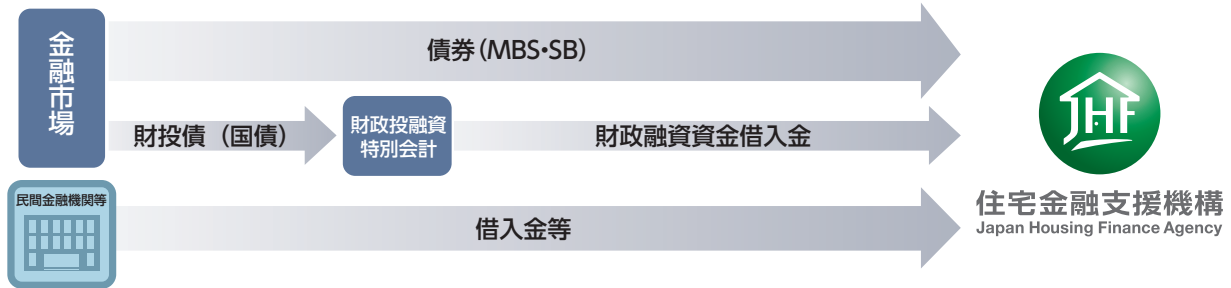 金融市場
債券(MBS・SB)
財投債（国債）
財政投融資
特別会計
財政融資資金借入金
民間金融機関等
借入金等
JHF
住宅金融支援機構
Japan Housing Finance Agency